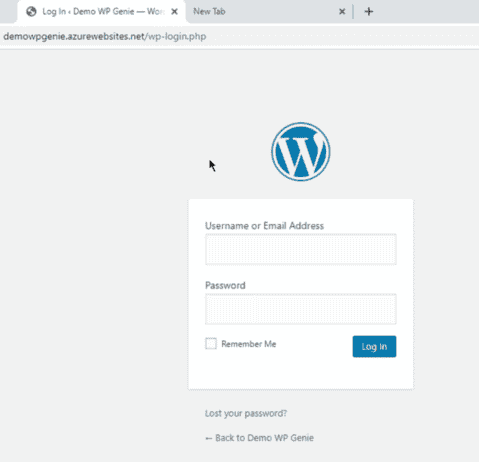 Log In ‹ Demo WP Genie — Wor
New Tab
demowpgenie.azurewebsites.net/wp-login.php
Username or Email Address
Password
Remember Me
Log In
Lost your password?
← Back to Demo WP Genie